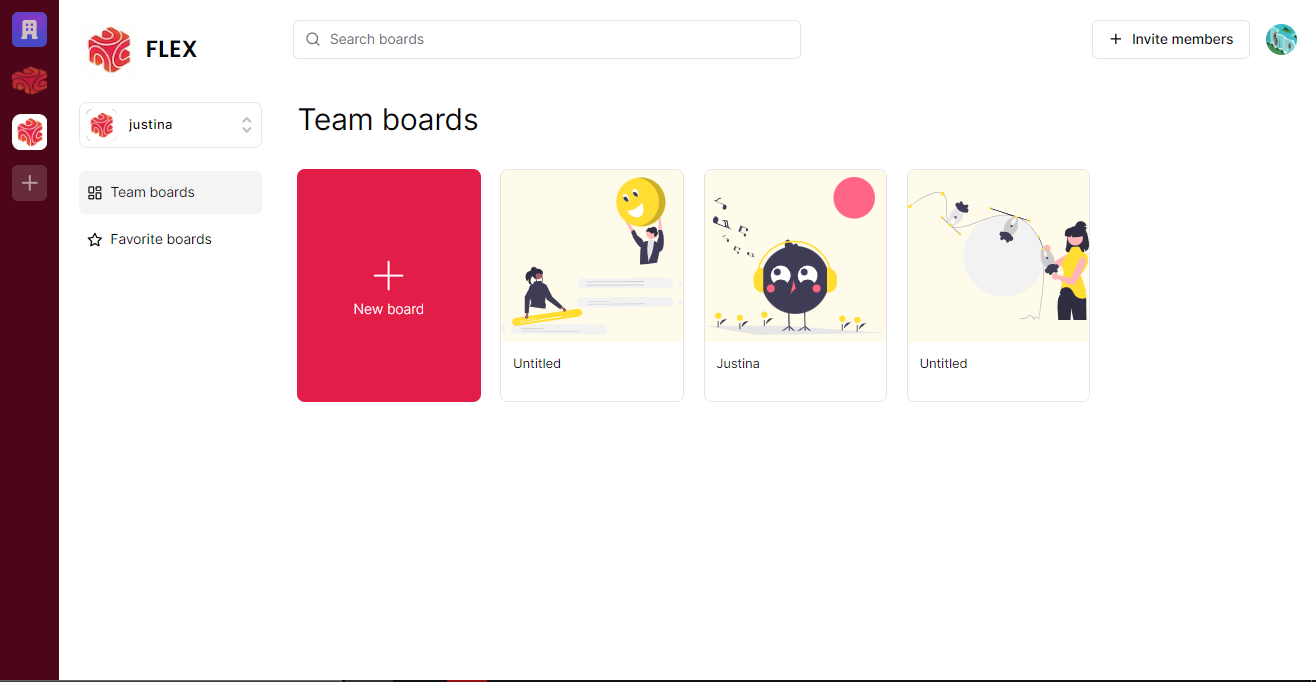 FLEX
Search boards
Invite members
justina
Team boards
Favorite boards
Team boards
New board
Untitled
Justina
Untitled